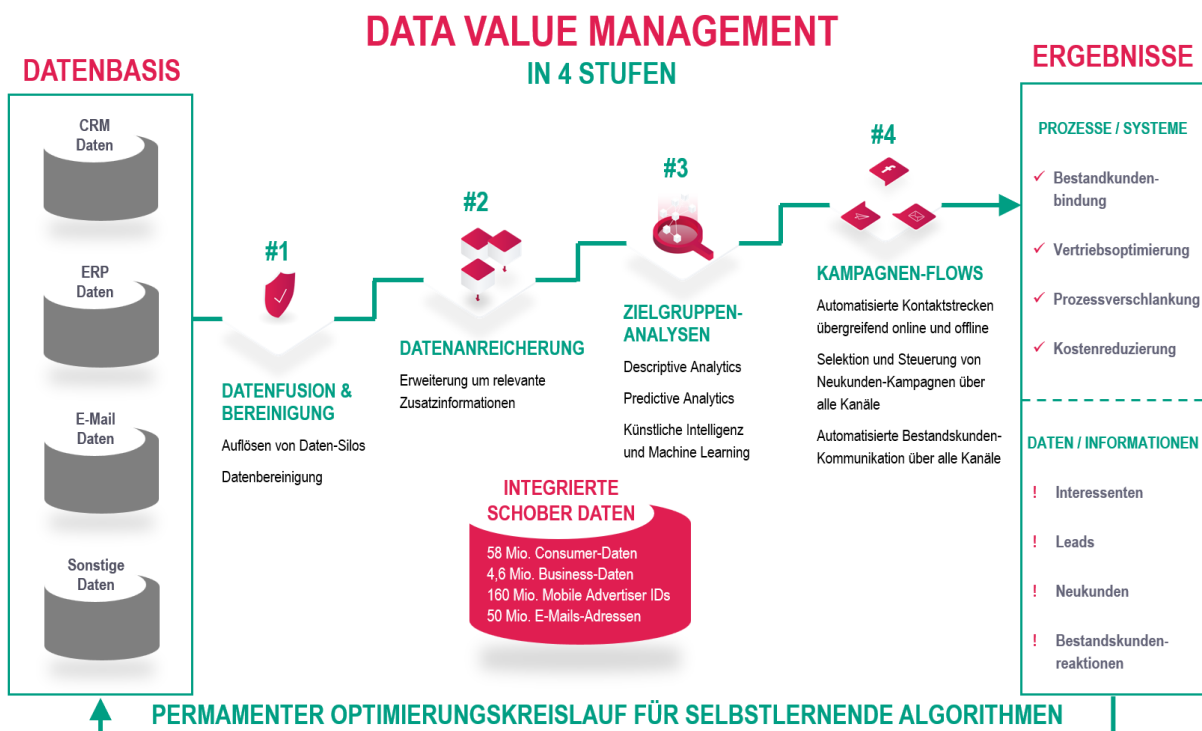 DATA VALUE MANAGEMENT
IN 4 STUFEN
DATENBASIS
CRM
Daten
ERP
Daten
E-Mail
Daten
Sonstige
Daten
#1
DATENFUSION &
BEREINIGUNG
Auflösen von Daten-Silos
Datenbereinigung
#2
DATENANREICHERUNG
Erweiterung um relevante
Zusatzinformationen
#3
ZIELGRUPPEN-
ANALYSEN
Descriptive Analytics
Predictive Analytics
Künstliche Intelligenz
und Machine Learning
#4
KAMPAGNEN-FLOWS
Automatisierte Kontaktstrecken
übergreifend online und offline
Selektion und Steuerung von
Neukunden-Kampagnen über
alle Kanäle
Automatisierte Bestandskunden-
Kommunikation über alle Kanäle
INTEGRIERTE
SCHOBER DATEN
58 Mio. Consumer-Daten
4,6 Mio. Business-Daten
160 Mio. Mobile Advertiser IDs
50 Mio. E-Mails-Adressen
ERGEBNISSE
PROZESSE / SYSTEME
✓ Bestandkunden-
bindung
✓ Vertriebsoptimierung
✓ Prozessverschlankung
✓ Kostenreduzierung
DATEN / INFORMATIONEN
! Interessenten
! Leads
! Neukunden
! Bestandskunden-
reaktionen
PERMAMENTER OPTIMIERUNGSKREISLAUF FÜR SELBSTLERNENDE ALGORITHMEN